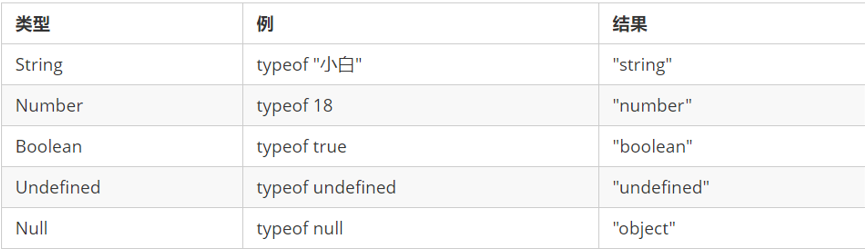 类型 例 结果
String typeof "小白" "string"
Number typeof 18 "number"
Boolean typeof true "boolean"
Undefined typeof undefined "undefined"
Null typeof null "object"